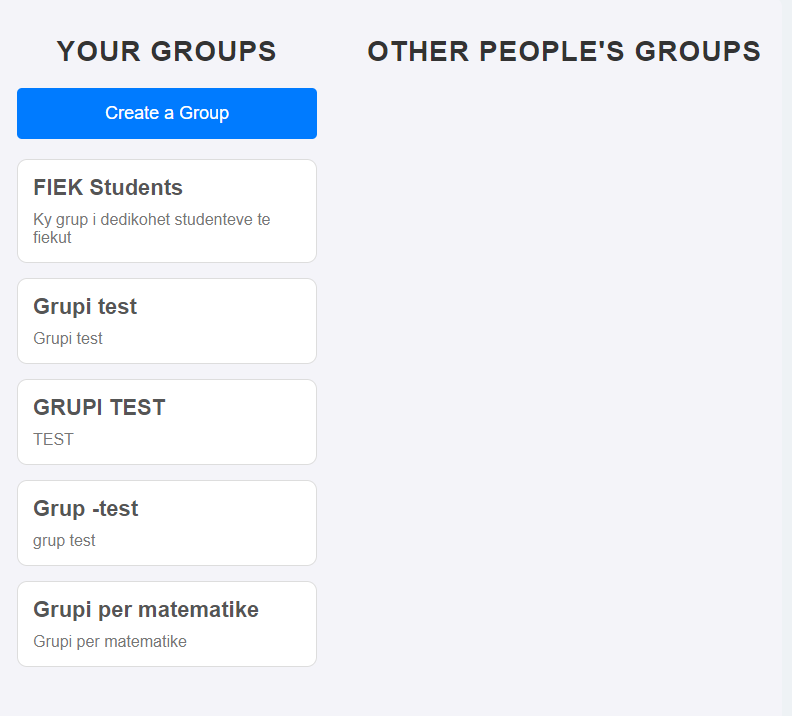 YOUR GROUPS
OTHER PEOPLE'S GROUPS
Create a Group
FIEK Students
Ky grup i dedikohet studenteve te
fiekut
Grupi test
Grupi test
GRUPI TEST
TEST
Grup -test
grup test
Grupi per matematike
Grupi per matematike